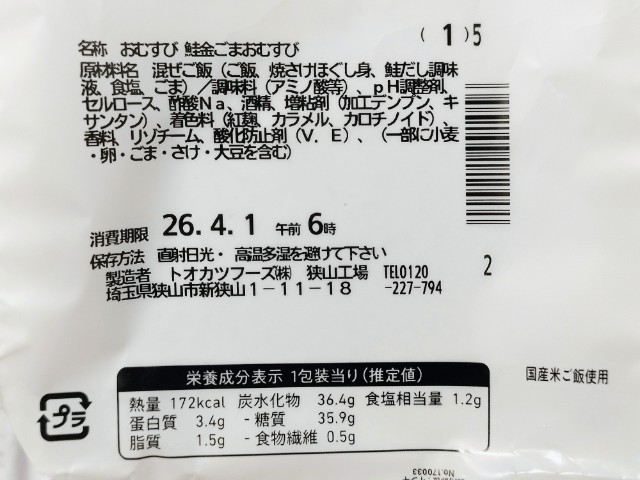 (1)5
名称 おむすび 鮭金ごまおむすび
原材料名 混ぜご飯(ご飯、焼さけほぐし身、鮭だし調味
液、食塩、ごま)/調味料(アミノ酸等)、pH調整剤、
セルロース、酢酸Na、酒精、増粘剤(加工デンプン、キ
サンタン)、着色料(紅麹、カラメル、カロチノイド)、
香料、リゾチーム、酸化防止剤(V.E)、(一部に小麦
・卵・ごま・さけ・大豆を含む)
消費期限 26.4.1 午前6時
保存方法 直射日光・高温多湿を避けて下さい
2
製造者 トオカツフーズ㈱ 狭山工場 TEL0120
埼玉県狭山市新狭山1-11-18 -227-794
栄養成分表示 1包装当り(推定値)
熱量 172kcal 炭水化物 36.4g 食塩相当量 1.2g
蛋白質 3.4g -糖質 35.9g
脂質 1.5g -食物繊維 0.5g
国産米ご飯使用
プラ
No.170033